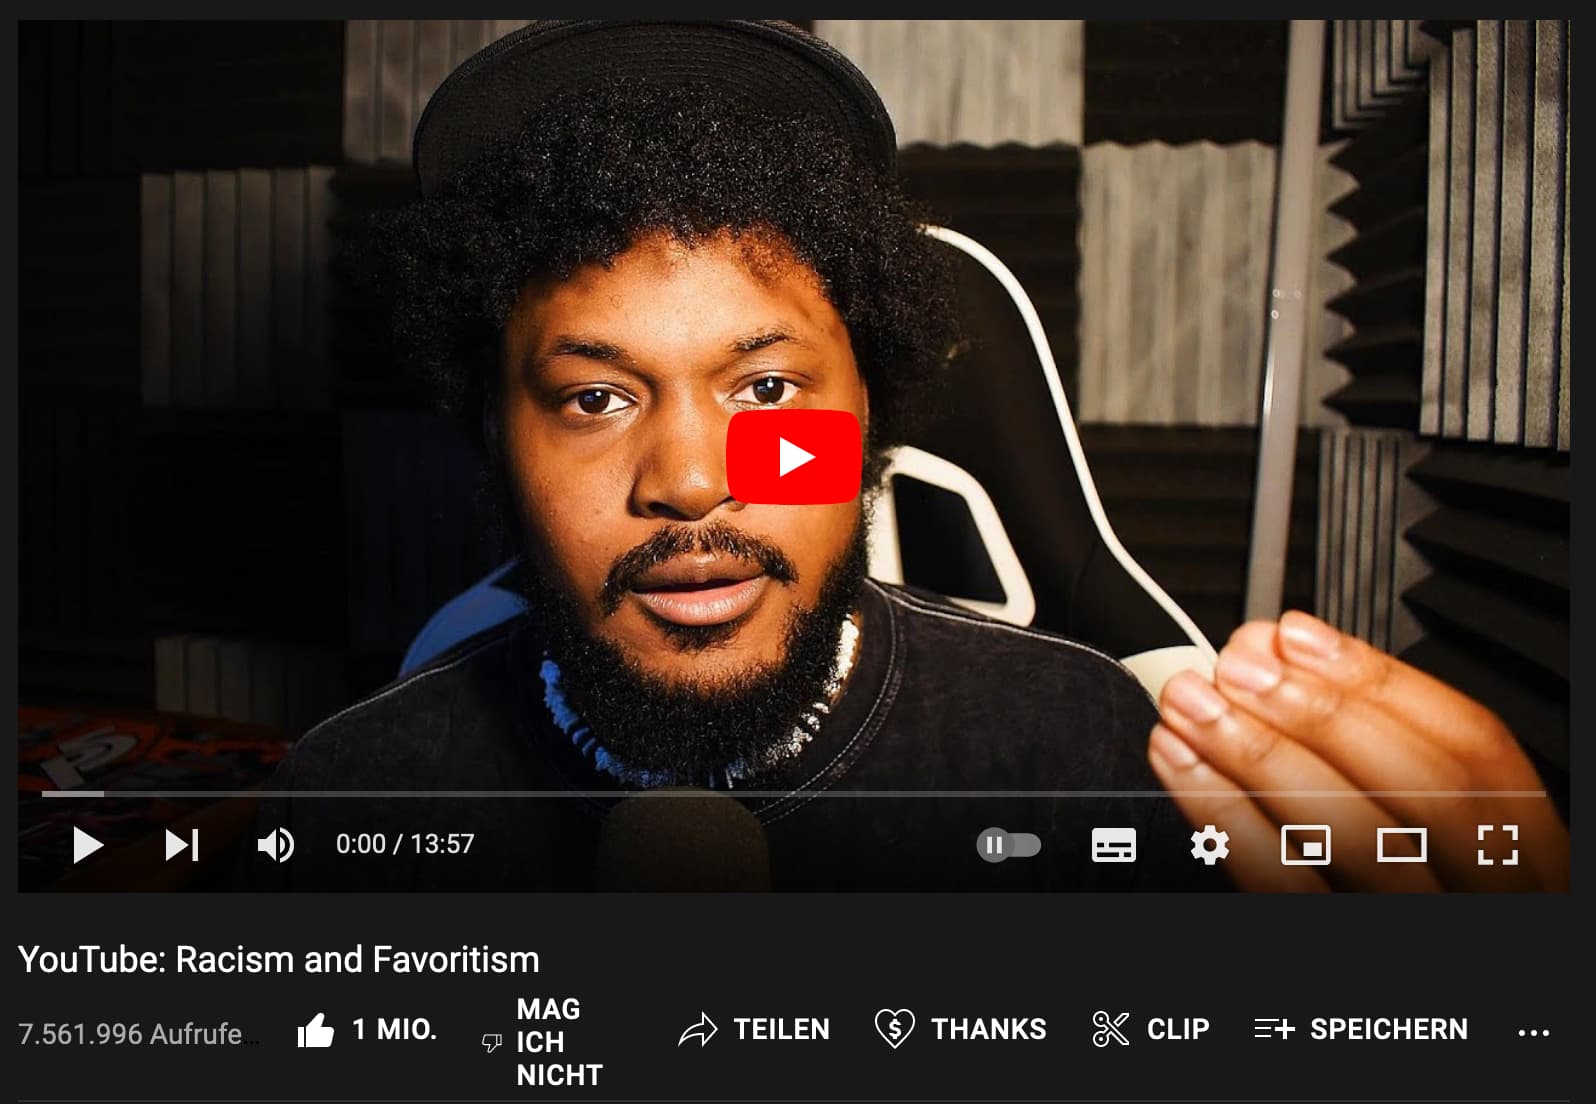 0:00 / 13:57
YouTube: Racism and Favoritism
7.561.996 Aufrufe...
1 MIO.
MAG
ICH
NICHT
TEILEN
THANKS
CLIP
SPEICHERN